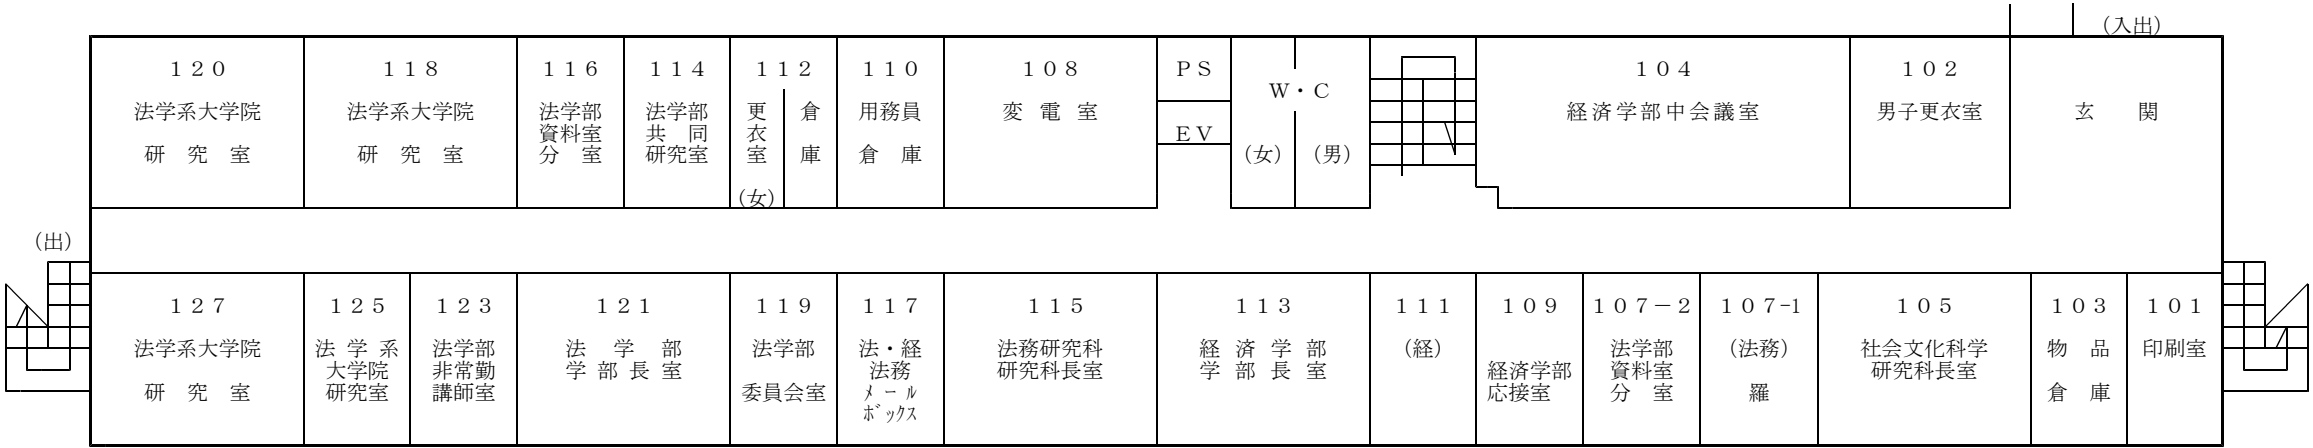 （入出）
１２０
法学系大学院
研　究　室
１１８
法学系大学院
研　究　室
１１６
法学部
資料室
分　室
１１４
法学部
共　同
研究室
１１２
更衣室
（女）
倉庫
１１０
用務員
倉　庫
１０８
変　電　室
ＰＳ
ＥＶ
Ｗ・Ｃ
（女）
（男）
１０４
経済学部中会議室
１０２
男子更衣室
玄　　関
（出）
１２７
法学系大学院
研　究　室
１２５
法 学 系
大学院
研究室
１２３
法学部
非常勤
講師室
１２１
法　学　部
学 部 長 室
１１９
法学部
委員会室
１１７
法・経
法務
ﾒ ｰ ﾙ
ﾎﾞｯｸｽ
１１５
法務研究科
研究科長室
１１３
経 済 学 部
学 部 長 室
１１１
（経）
１０９
経済学部
応接室
１０７－２
法学部
資料室
分　室
１０７-1
（法務）
羅
１０５
社会文化科学
研究科長室
１０３
物　品
倉　庫
１０１
印刷室